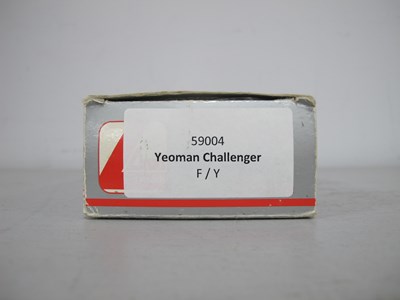 59004
Yeoman Challenger
F / Y